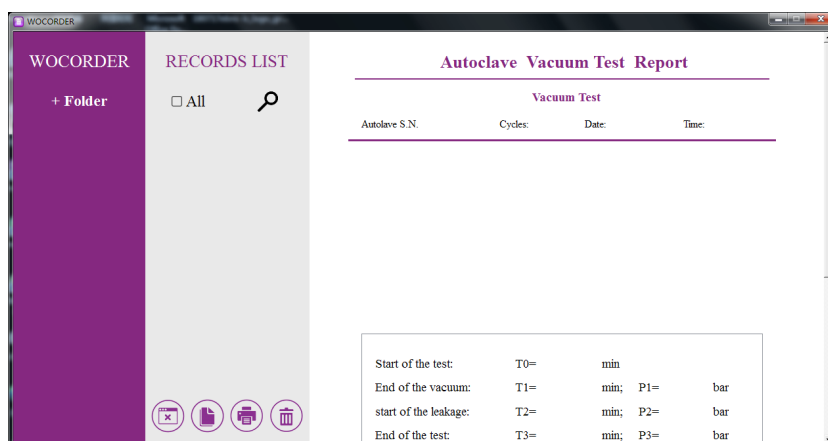 WOCORDER
WOCORDER
+ Folder
RECORDS LIST
All
Autoclave Vacuum Test Report
Vacuum Test
Autolave S.N. Cycles: Date: Time:
Start of the test: T0= min
End of the vacuum: T1= min; P1= bar
start of the leakage: T2= min; P2= bar
End of the test: T3= min; P3= bar